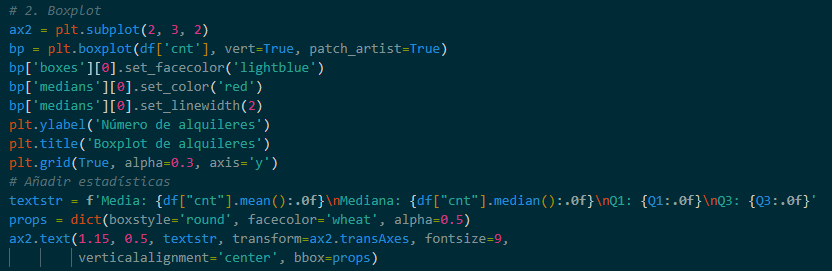 # 2. Boxplot
ax2 = plt.subplot(2, 3, 2)
bp = plt.boxplot(df['cnt'], vert=True, patch_artist=True)
bp['boxes'][0].set_facecolor('lightblue')
bp['medians'][0].set_color('red')
bp['medians'][0].set_linewidth(2)
plt.ylabel('Número de alquileres')
plt.title('Boxplot de alquileres')
plt.grid(True, alpha=0.3, axis='y')
# Añadir estadísticas
textstr = f'Media: {df["cnt"].mean():.0f}\nMediana: {df["cnt"].median():.0f}\nQ1: {Q1:.0f}\nQ3: {Q3:.0f}'
props = dict(boxstyle='round', facecolor='wheat', alpha=0.5)
ax2.text(1.15, 0.5, textstr, transform=ax2.transAxes, fontsize=9,
         verticalalignment='center', bbox=props)